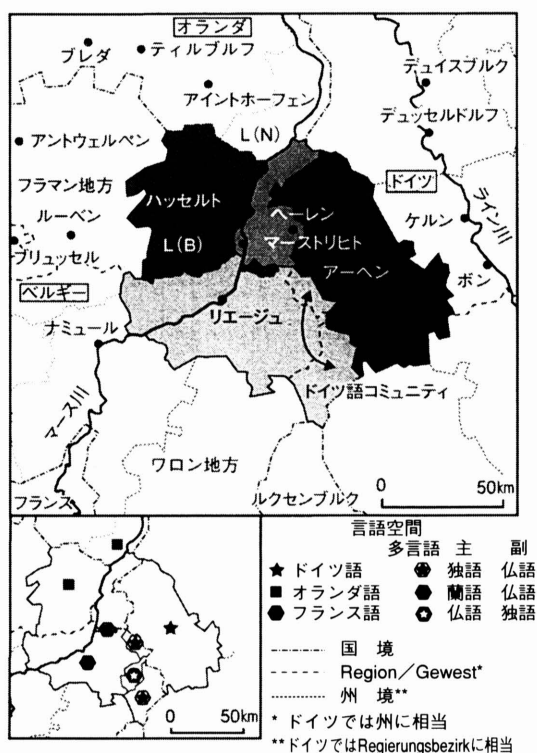 オランダ
ブレダ
ティルブルフ
デュイスブルク
アイントホーフェン
デュッセルドルフ
L(N)
アントウェルペン
フラマン地方
ハッセルト
ドイツ
ライン川
ルーベン
ヘーレン
ケルン
L(B)
マーストリヒト
ブリュッセル
アーヘン
ボン
ベルギー
リエージュ
ナミュール
ドイツ語コミュニティ
マース川
ワロン地方
0 50km
フランス
ルクセンブルク
言語空間
多言語 主 副
ドイツ語 独語 仏語
オランダ語 蘭語 仏語
フランス語 仏語 独語
国 境
Region/Gewest*
州 境**
0 50km
* ドイツでは州に相当
**ドイツではRegierungsbezirkに相当